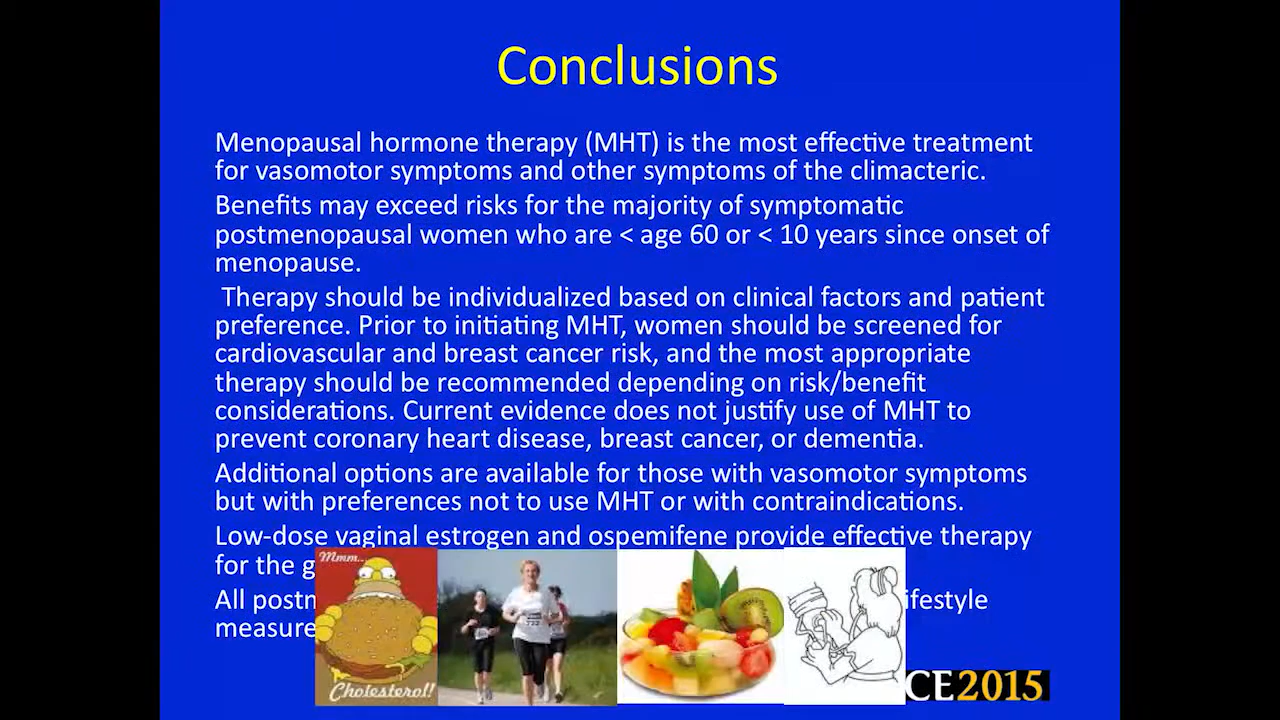 Conclusions
Menopausal hormone therapy (MHT) is the most effective treatment
for vasomotor symptoms and other symptoms of the climacteric.
Benefits may exceed risks for the majority of symptomatic
postmenopausal women who are < age 60 or < 10 years since onset of
menopause.
Therapy should be individualized based on clinical factors and patient
preference. Prior to initiating MHT, women should be screened for
cardiovascular and breast cancer risk, and the most appropriate
therapy should be recommended depending on risk/benefit
considerations. Current evidence does not justify use of MHT to
prevent coronary heart disease, breast cancer, or dementia.
Additional options are available for those with vasomotor symptoms
but with preferences not to use MHT or with contraindications.
Low-dose vaginal estrogen and ospemifene provide effective therapy
for the
Mmm..
All
measure
Cholesterol!
CE2015